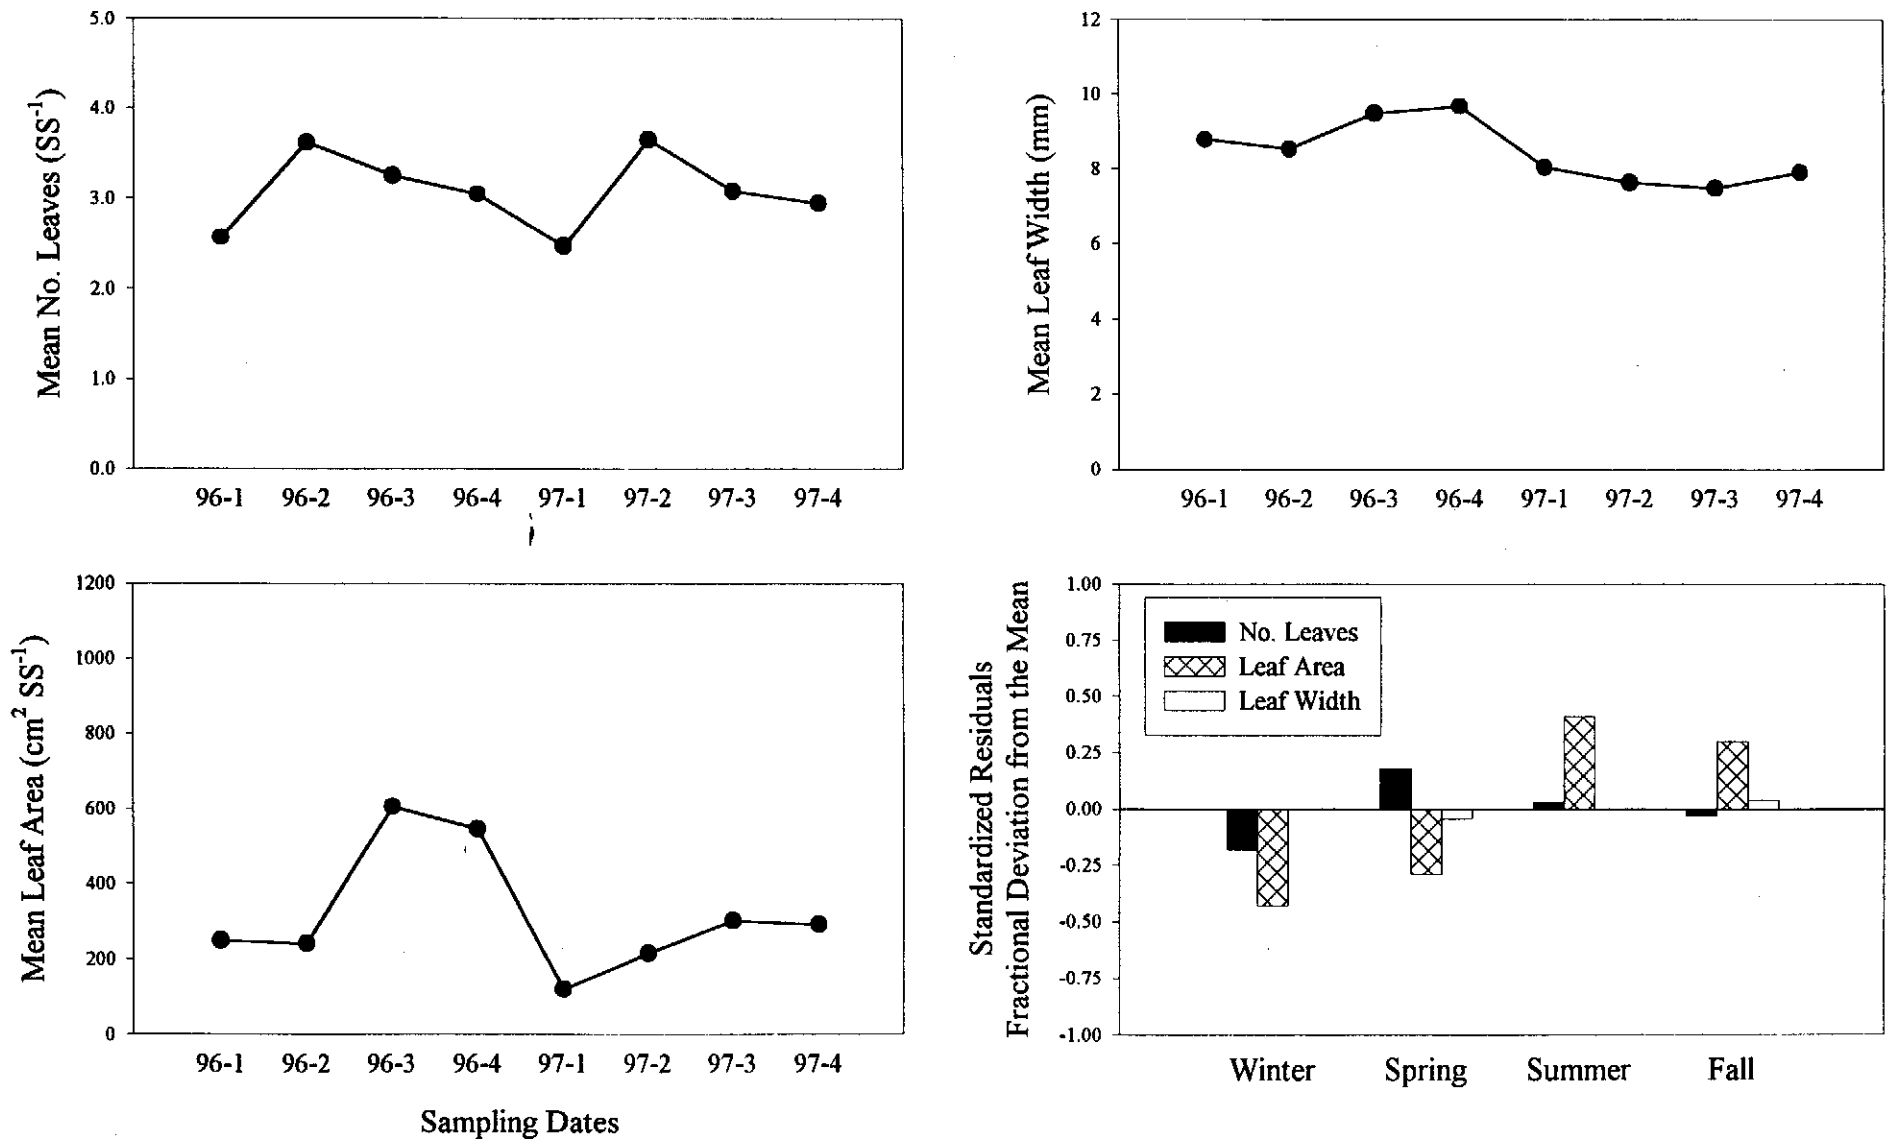 Mean No. Leaves (SS⁻¹)
5.0
4.0
3.0
2.0
1.0
0.0
96-1 96-2 96-3 96-4 97-1 97-2 97-3 97-4
Mean Leaf Width (mm)
12
10
8
6
4
2
0
96-1 96-2 96-3 96-4 97-1 97-2 97-3 97-4
Mean Leaf Area (cm² SS⁻¹)
1200
1000
800
600
400
200
0
96-1 96-2 96-3 96-4 97-1 97-2 97-3 97-4
Sampling Dates
Standardized Residuals
Fractional Deviation from the Mean
1.00
0.75
0.50
0.25
0.00
-0.25
-0.50
-0.75
-1.00
No. Leaves
Leaf Area
Leaf Width
Winter Spring Summer Fall